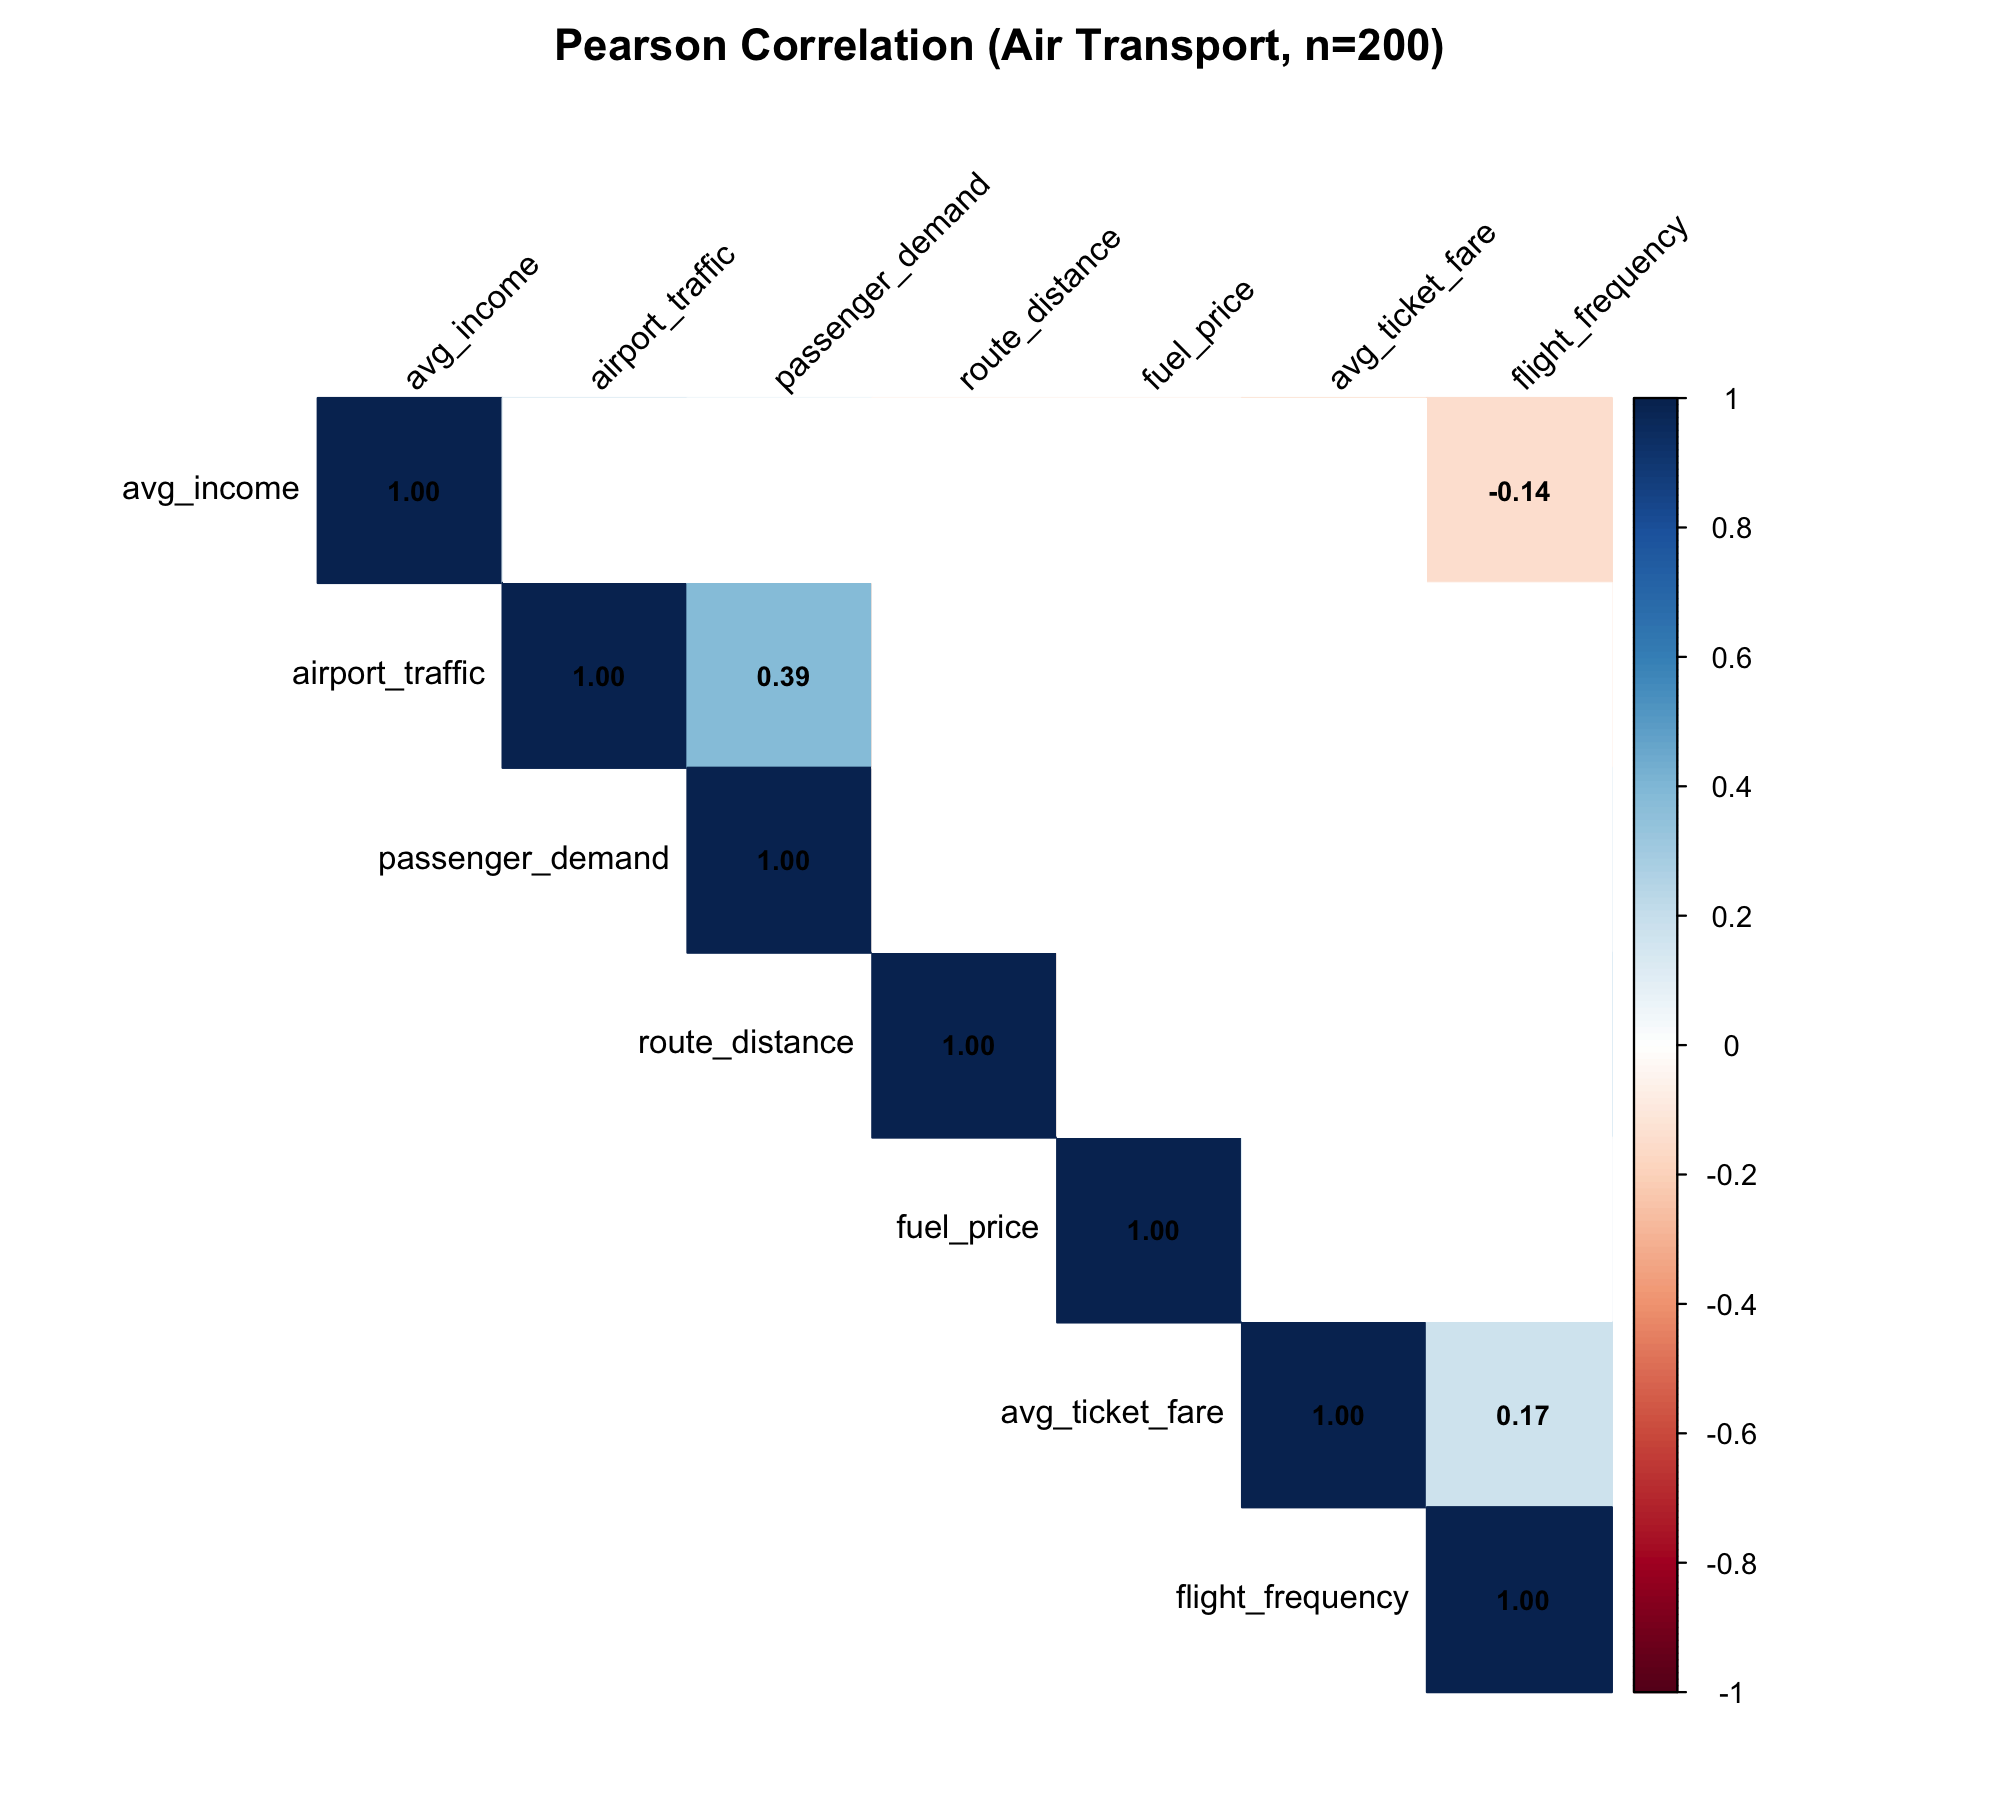 Pearson Correlation (Air Transport, n=200)
avg_income
airport_traffic
passenger_demand
route_distance
fuel_price
avg_ticket_fare
flight_frequency
avg_income 1.00 -0.14
airport_traffic 1.00 0.39
passenger_demand 1.00
route_distance 1.00
fuel_price 1.00
avg_ticket_fare 1.00 0.17
flight_frequency 1.00
1
0.8
0.6
0.4
0.2
0
-0.2
-0.4
-0.6
-0.8
-1